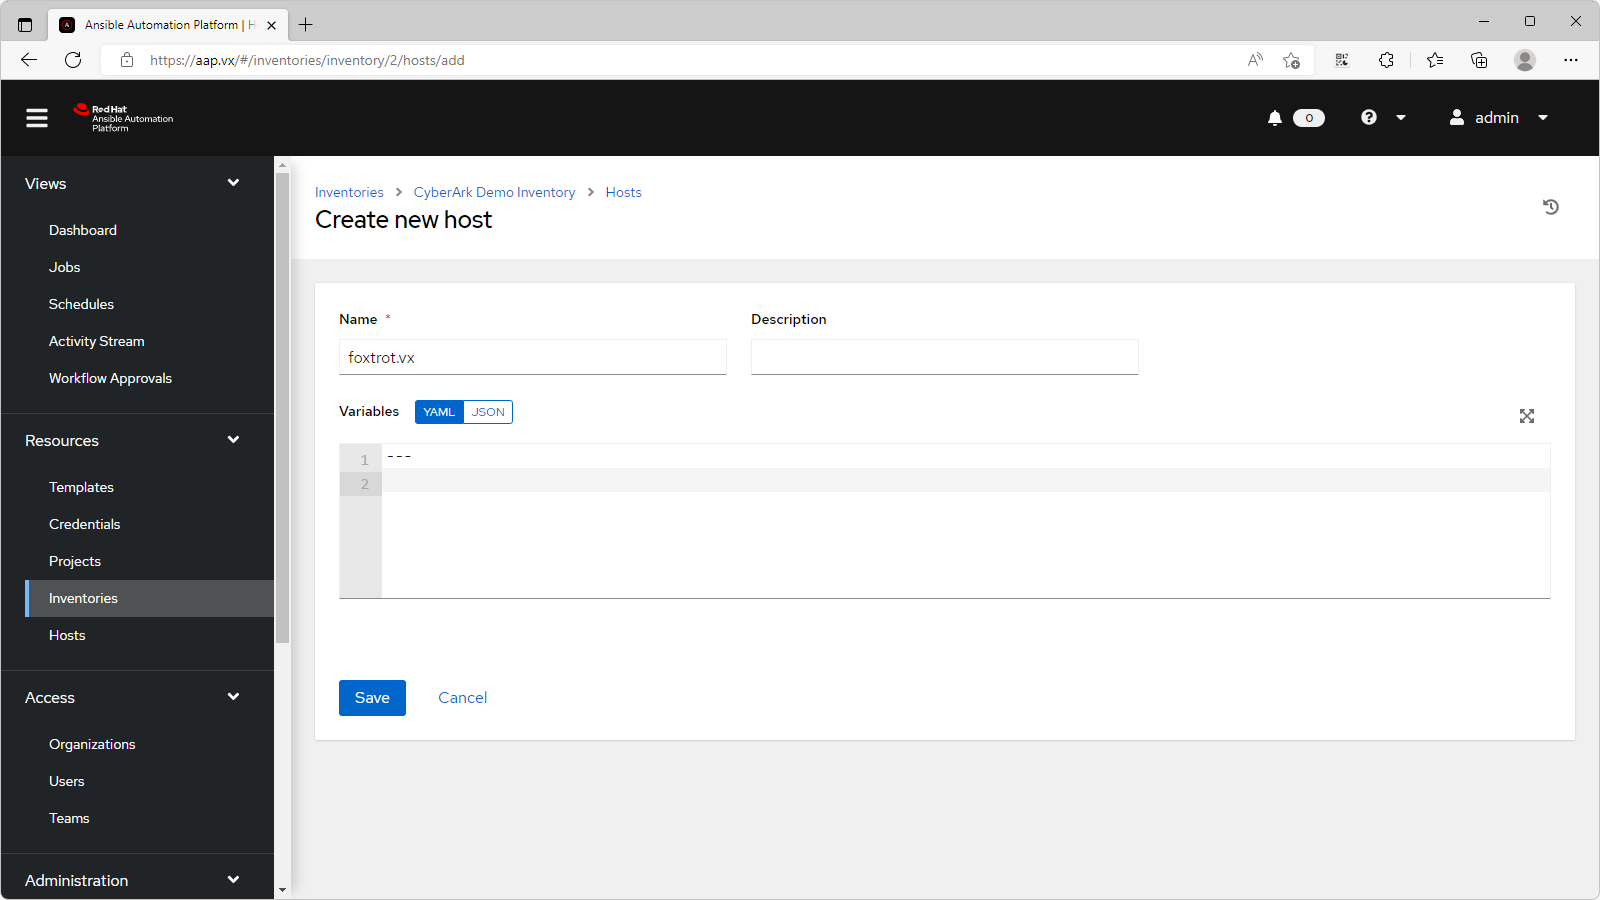 Ansible Automation Platform | H
https://aap.vx/#/inventories/inventory/2/hosts/add
Red Hat
Ansible Automation
Platform
0
admin
Views
Dashboard
Jobs
Schedules
Activity Stream
Workflow Approvals
Resources
Templates
Credentials
Projects
Inventories
Hosts
Access
Organizations
Users
Teams
Administration
Inventories > CyberArk Demo Inventory > Hosts
Create new host
Name *
Description
foxtrot.vx
Variables YAML JSON
1 ---
2
Save Cancel